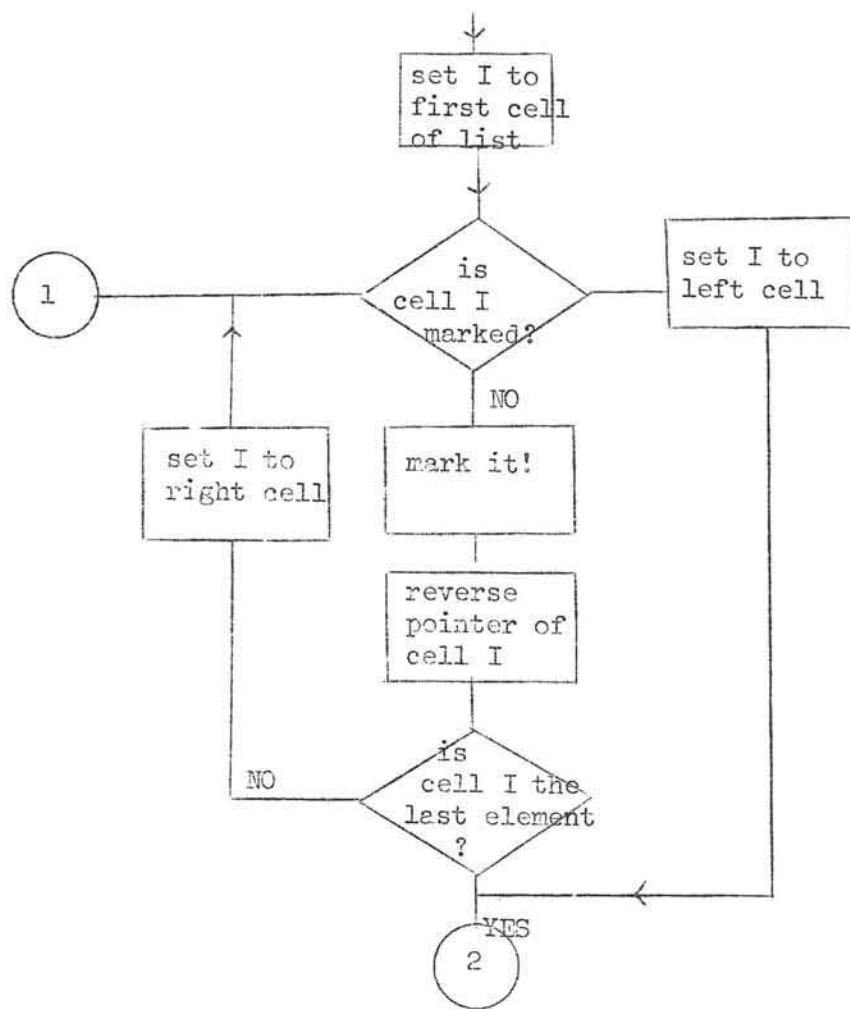 set I to
first cell
of list
1
is
cell I
marked?
set I to
left cell
NO
set I to
right cell
mark it!
reverse
pointer of
cell I
NO
is
cell I the
last element
?
YES
2